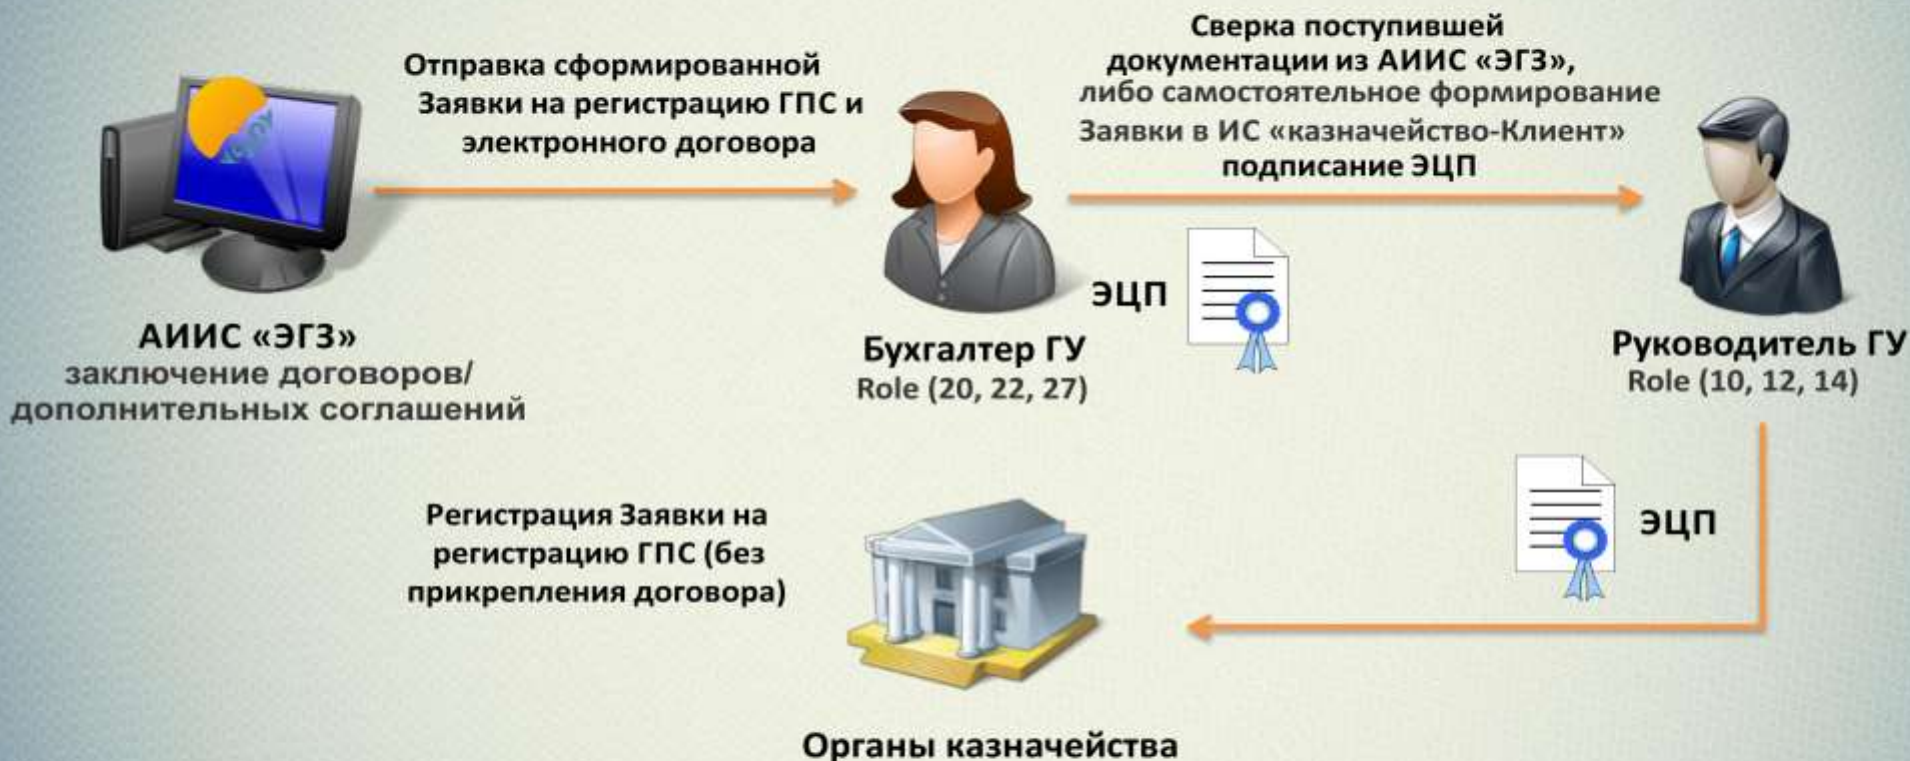 Отправка сформированной
Заявки на регистрацию ГПС и
электронного договора
Сверка поступившей
документации из АИИС «ЭГЗ»,
либо самостоятельное формирование
Заявки в ИС «казначейство-Клиент»
подписание ЭЦП
АИИС «ЭГЗ»
заключение договоров/
дополнительных соглашений
Бухгалтер ГУ
Role (20, 22, 27)
ЭЦП
Руководитель ГУ
Role (10, 12, 14)
Регистрация Заявки на
регистрацию ГПС (без
прикрепления договора)
ЭЦП
Органы казначейства